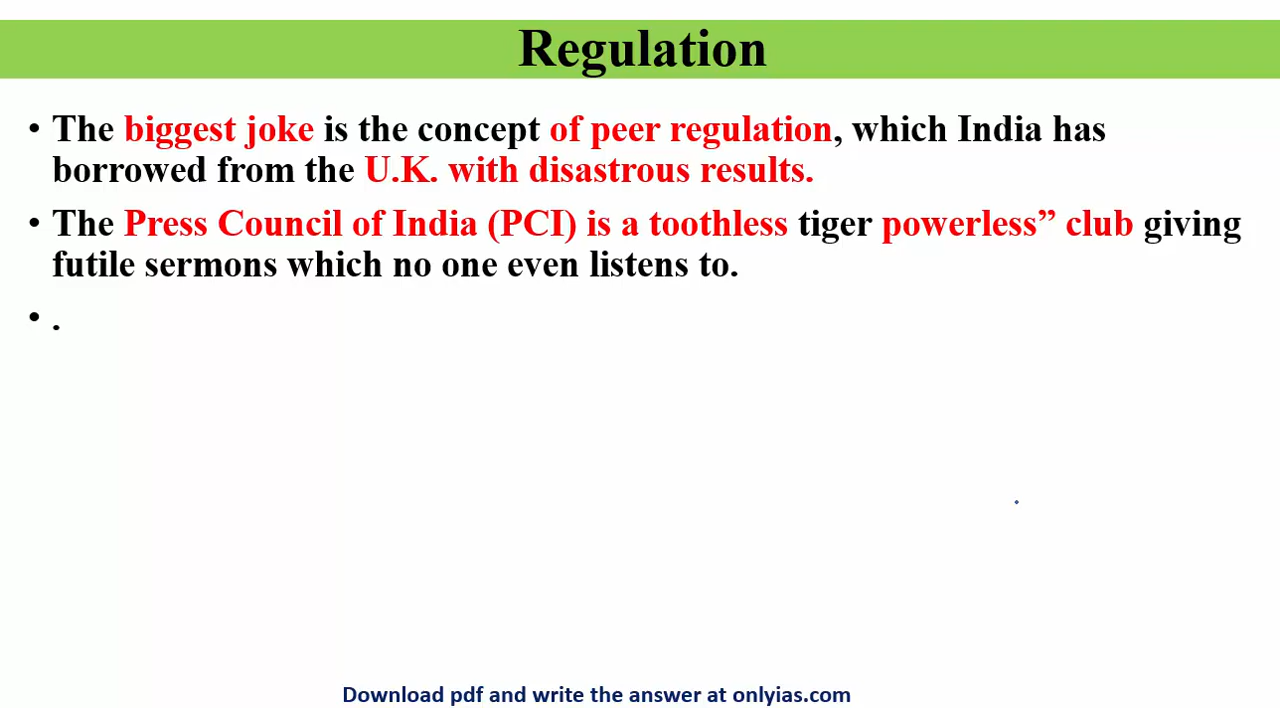 Regulation
• The biggest joke is the concept of peer regulation, which India has
borrowed from the U.K. with disastrous results.
• The Press Council of India (PCI) is a toothless tiger powerless” club giving
futile sermons which no one even listens to.
• .
Download pdf and write the answer at onlyias.com